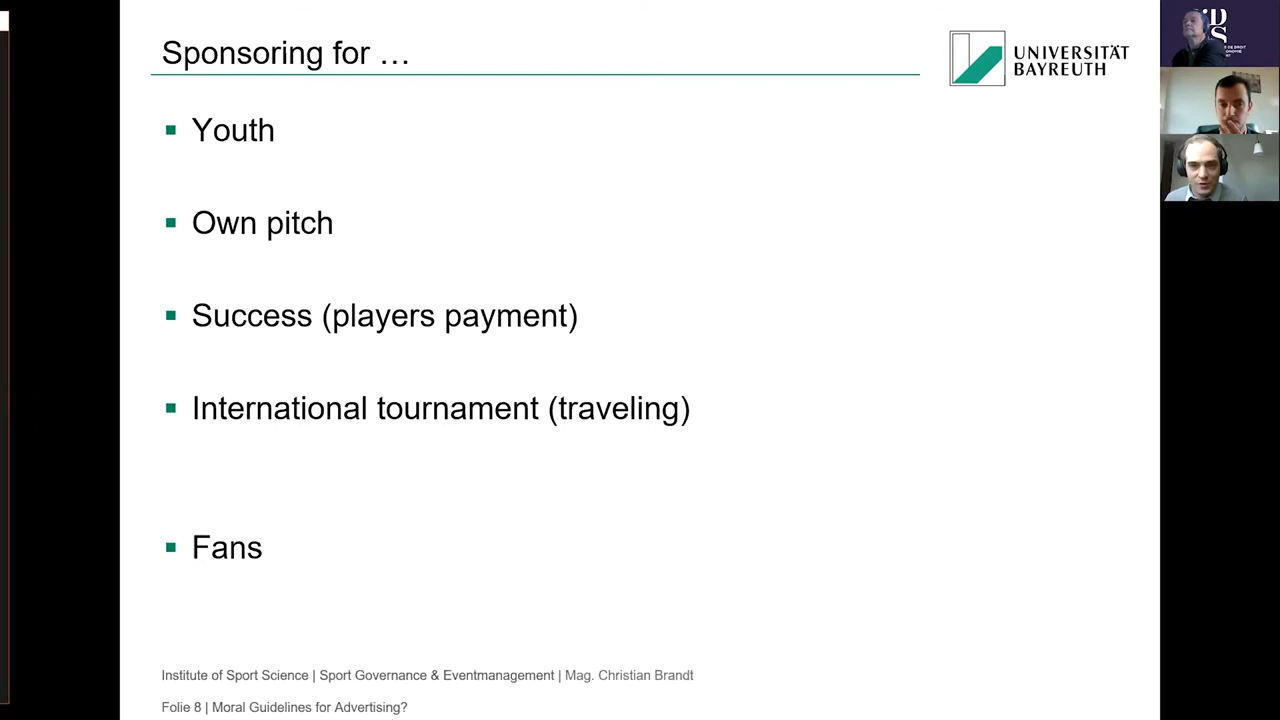 Sponsoring for …
UNIVERSITÄT
BAYREUTH
▪ Youth
▪ Own pitch
▪ Success (players payment)
▪ International tournament (traveling)
▪ Fans
Institute of Sport Science | Sport Governance & Eventmanagement | Mag. Christian Brandt
Folie 8 | Moral Guidelines for Advertising?